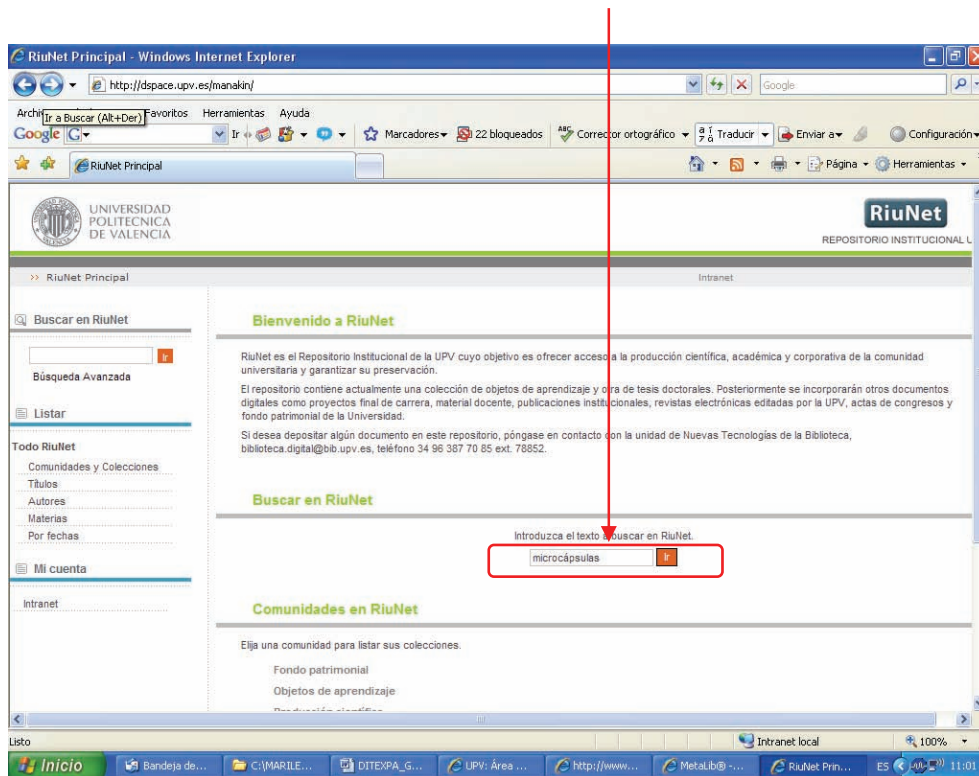 RiuNet Principal - Windows Internet Explorer
http://dspace.upv.es/manakin/
Google
Ir a Buscar (Alt+Der)
Favoritos Herramientas Ayuda
Google G Ir Marcadores 22 bloqueados Corrector ortográfico Traducir Enviar a Configuración
RiuNet Principal Página Herramientas
UNIVERSIDAD
POLITECNICA
DE VALENCIA
RiuNet
REPOSITORIO INSTITUCIONAL
>> RiuNet Principal Intranet
Buscar en RiuNet
Ir
Búsqueda Avanzada
Listar
Todo RiuNet
Comunidades y Colecciones
Títulos
Autores
Materias
Por fechas
Mi cuenta
Intranet
Bienvenido a RiuNet
RiuNet es el Repositorio Institucional de la UPV cuyo objetivo es ofrecer acceso a la producción científica, académica y corporativa de la comunidad
universitaria y garantizar su preservación.
El repositorio contiene actualmente una colección de objetos de aprendizaje y otra de tesis doctorales. Posteriormente se incorporarán otros documentos
digitales como proyectos final de carrera, material docente, publicaciones institucionales, revistas electrónicas editadas por la UPV, actas de congresos y
fondo patrimonial de la Universidad.
Si desea depositar algún documento en este repositorio, póngase en contacto con la unidad de Nuevas Tecnologías de la Biblioteca,
biblioteca.digital@bib.upv.es, teléfono 34 96 387 70 85 ext. 78852.
Buscar en RiuNet
Introduzca el texto a buscar en RiuNet.
microcápsulas Ir
Comunidades en RiuNet
Elija una comunidad para listar sus colecciones.
Fondo patrimonial
Objetos de aprendizaje
Producción científica
Listo Intranet local 100%
Inicio Bandeja de... C:\MARILE... DITEXPA_G... UPV: Área ... http://www... MetaLib® -... RiuNet Prin... ES 11:01